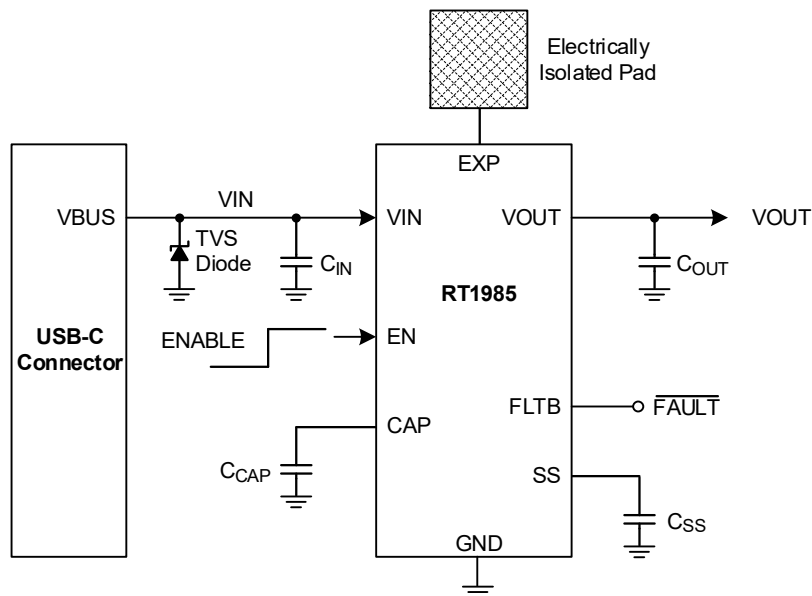 Electrically
Isolated Pad
EXP
VIN
VBUS
VIN
VOUT
VOUT
TVS
Diode
CIN
COUT
RT1985
USB-C
Connector
ENABLE
EN
FLTB
FAULT
CAP
CCAP
SS
CSS
GND